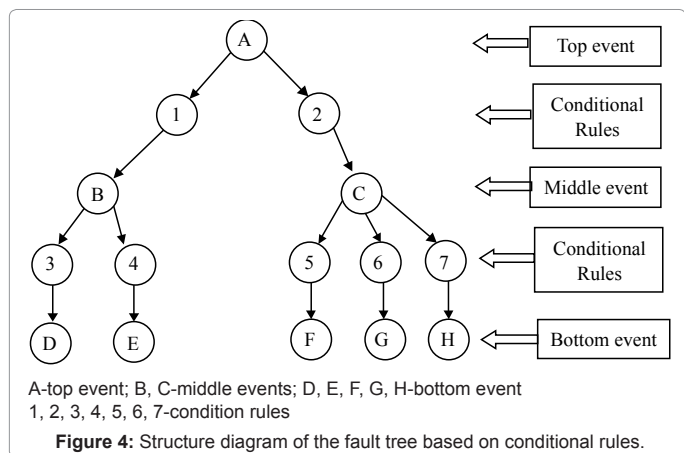 A
Top event
1
2
Conditional
Rules
B
C
Middle event
3
4
5
6
7
Conditional
Rules
D
E
F
G
H
Bottom event
A-top event; B, C-middle events; D, E, F, G, H-bottom event
1, 2, 3, 4, 5, 6, 7-condition rules
Figure 4: Structure diagram of the fault tree based on conditional rules.